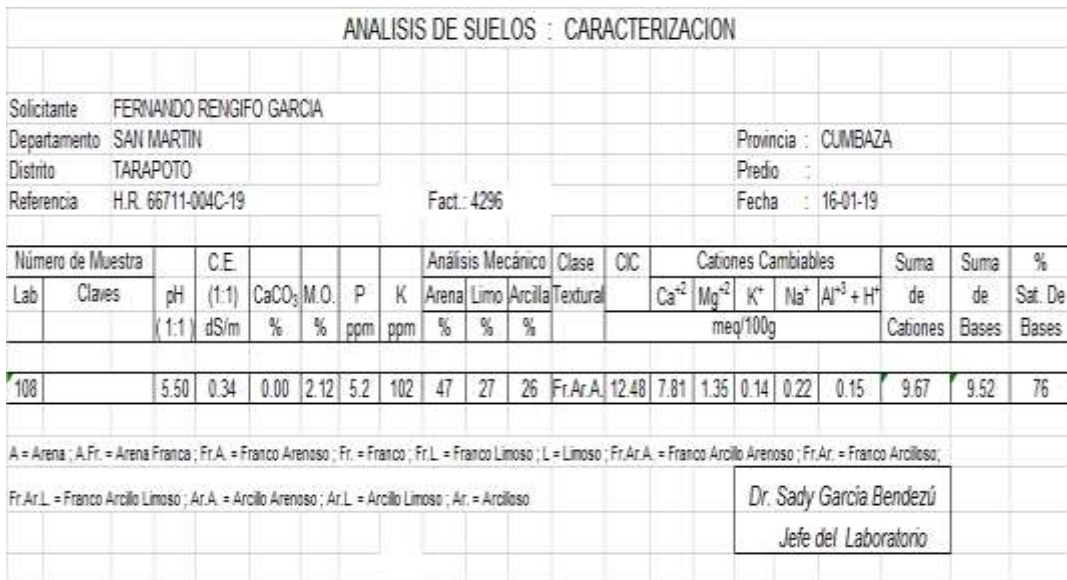 ANALISIS DE SUELOS : CARACTERIZACION
Solicitante FERNANDO RENGIFO GARCIA
Departamento SAN MARTIN Provincia : CUMBAZA
Distrito TARAPOTO Predio :
Referencia H.R. 66711-004C-19 Fact.: 4296 Fecha : 16-01-19
Número de Muestra C.E. Análisis Mecánico Clase CIC Cationes Cambiables Suma Suma %
Lab Claves pH (1:1) CaCO₃ M.O. P K Arena Limo Arcilla Textural Ca⁺² Mg⁺² K⁺ Na⁺ Al⁺³ + H⁺ de de Sat. De
( 1:1 ) dS/m % % ppm ppm % % % meq/100g Cationes Bases Bases
108 5.50 0.34 0.00 2.12 5.2 102 47 27 26 Fr.Ar.A. 12.48 7.81 1.35 0.14 0.22 0.15 9.67 9.52 76
A = Arena ; A.Fr. = Arena Franca ; Fr.A. = Franco Arenoso ; Fr. = Franco ; Fr.L. = Franco Limoso ; L = Limoso ; Fr.Ar.A. = Franco Arcillo Arenoso ; Fr.Ar. = Franco Arcilloso;
Fr.Ar.L. = Franco Arcillo Limoso ; Ar.A. = Arcillo Arenoso ; Ar.L. = Arcillo Limoso ; Ar. = Arcilloso
Dr. Sady García Bendezú
Jefe del Laboratorio